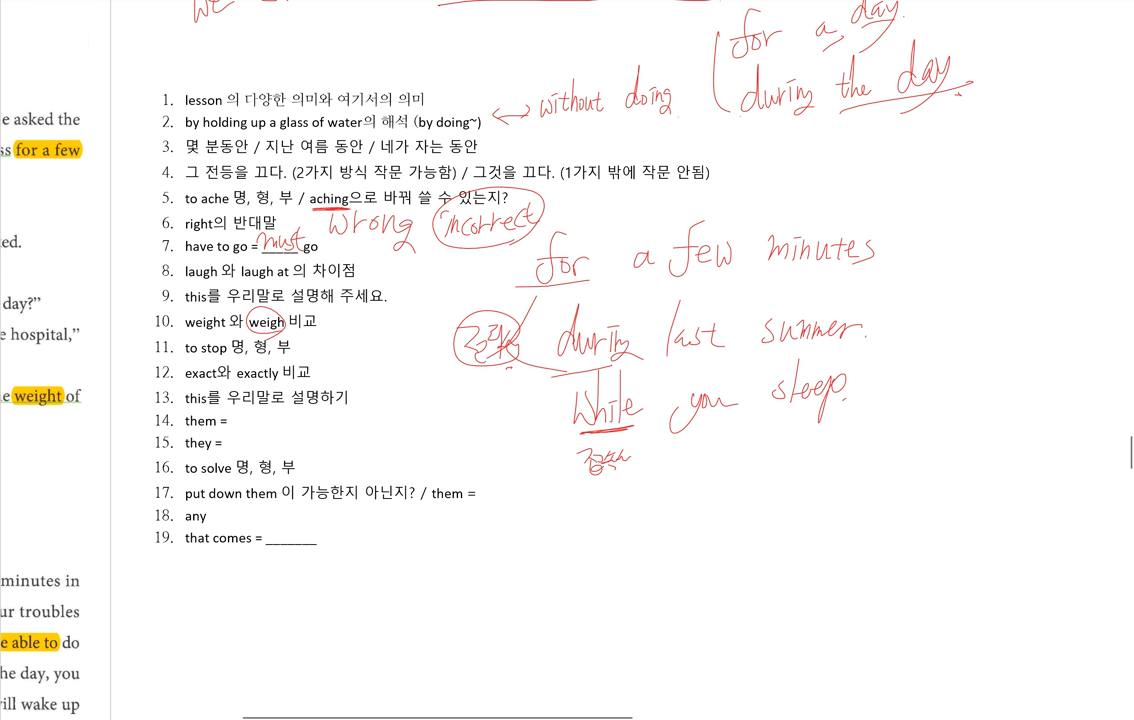 we
for a day.
during the day.
e asked the
ss for a few
ed.
day?"
e hospital,"
he weight of
minutes in
ur troubles
e able to do
he day, you
vill wake up
1. lesson 의 다양한 의미와 여기서의 의미
2. by holding up a glass of water의 해석 (by doing~) ↔ without doing
3. 몇 분동안 / 지난 여름 동안 / 네가 자는 동안
4. 그 전등을 끄다. (2가지 방식 작문 가능함) / 그것을 끄다. (1가지 밖에 작문 안됨)
5. to ache 명, 형, 부 / aching으로 바꿔 쓸 수 있는지?
6. right의 반대말 wrong incorrect
7. have to go = must go
8. laugh 와 laugh at 의 차이점
9. this를 우리말로 설명해 주세요.
10. weight 와 weigh 비교
11. to stop 명, 형, 부
12. exact와 exactly 비교
13. this를 우리말로 설명하기
14. them =
15. they =
16. to solve 명, 형, 부
17. put down them 이 가능한지 아닌지? / them =
18. any
19. that comes = _______
for a few minutes
during last summer.
while you sleep.
접속사